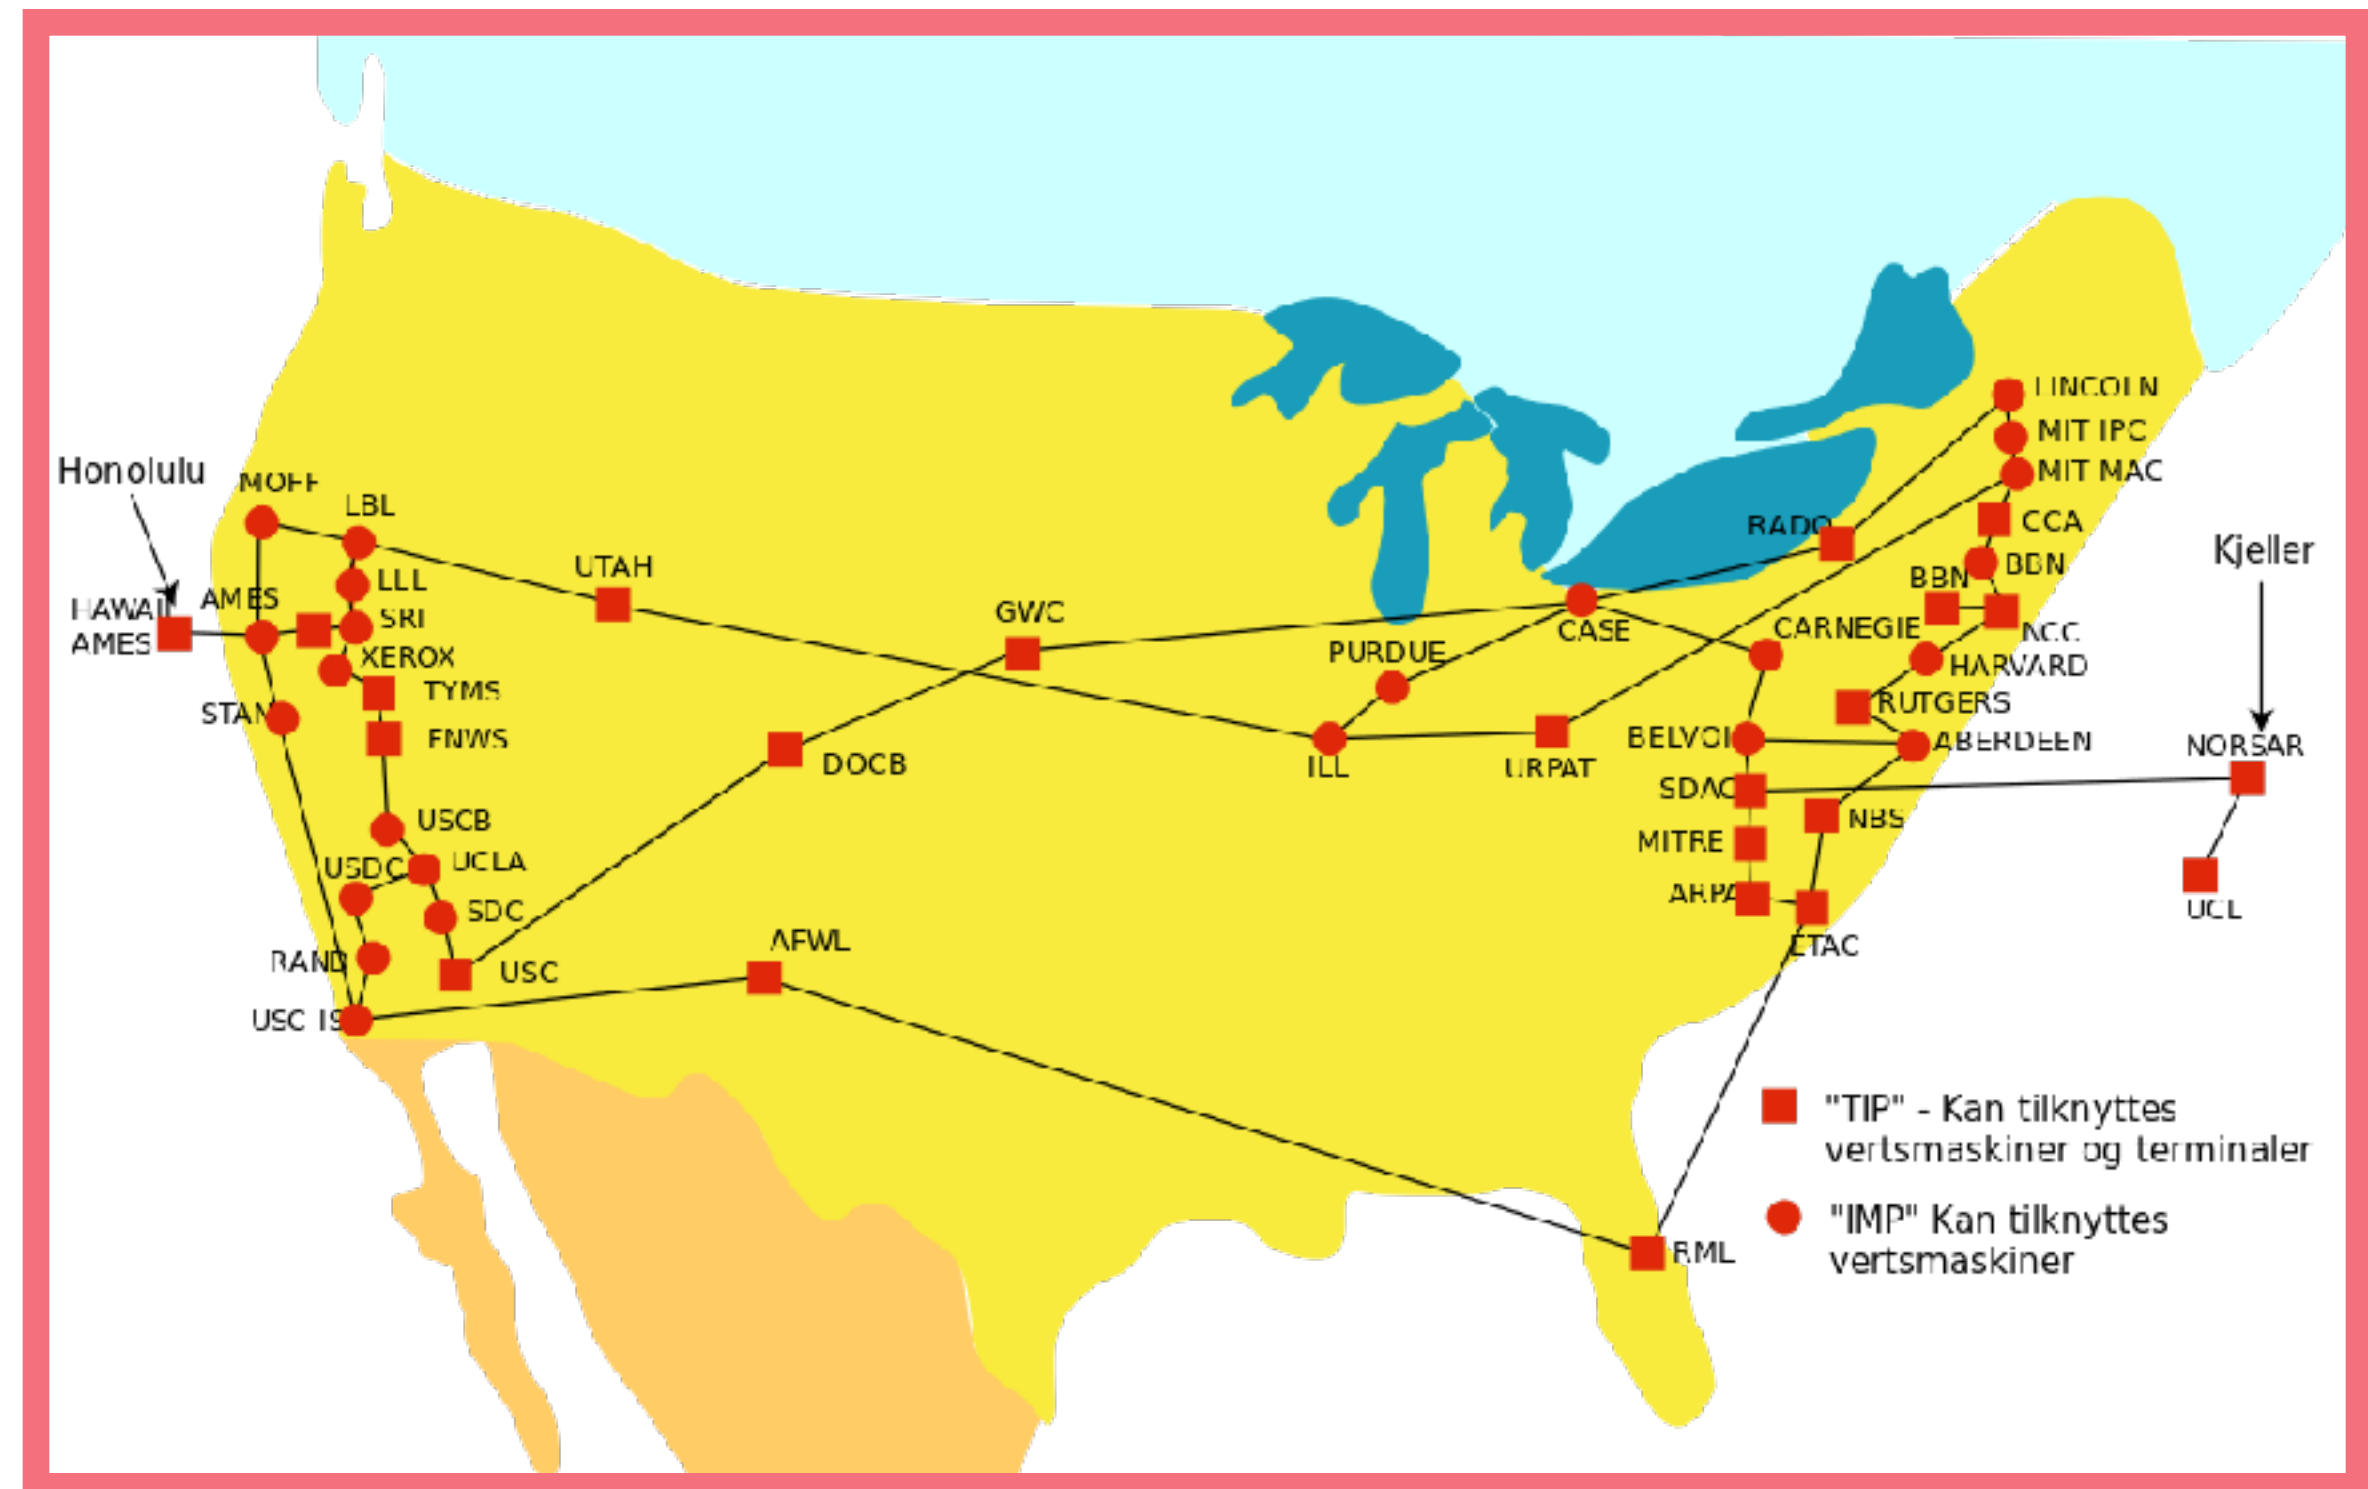 Honolulu
MOFF
LBL
HAWAII
AMES
AMES
LLL
SRI
XEROX
TYMS
STAN
FNWS
USCB
USDC
UCLA
SDC
RAND
USC
USC IS
UTAH
GWC
DOCB
AFWL
PURDUE
ILL
URPAT
CASE
RADC
CARNEGIE
LINCOLN
MIT IPC
MIT MAC
CCA
BBN
BBN
NCC
HARVARD
RUTGERS
BELVOI
ABERDEEN
SDAC
NBS
MITRE
ARPA
ETAC
RML
Kjeller
NORSAR
UCL
"TIP" - Kan tilknyttes
vertsmaskiner og terminaler
"IMP" Kan tilknyttes
vertsmaskiner